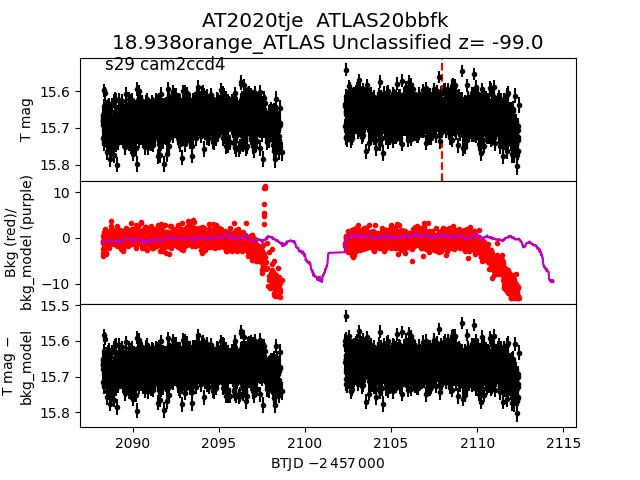 AT2020tje  ATLAS20bbfk
18.938orange_ATLAS Unclassified z= -99.0
s29 cam2ccd4
T mag
15.6
15.7
15.8
Bkg (red)/
bkg_model (purple)
10
0
−10
T mag −
bkg_model
15.5
15.6
15.7
15.8
2090
2095
2100
2105
2110
2115
BTJD −2 457 000